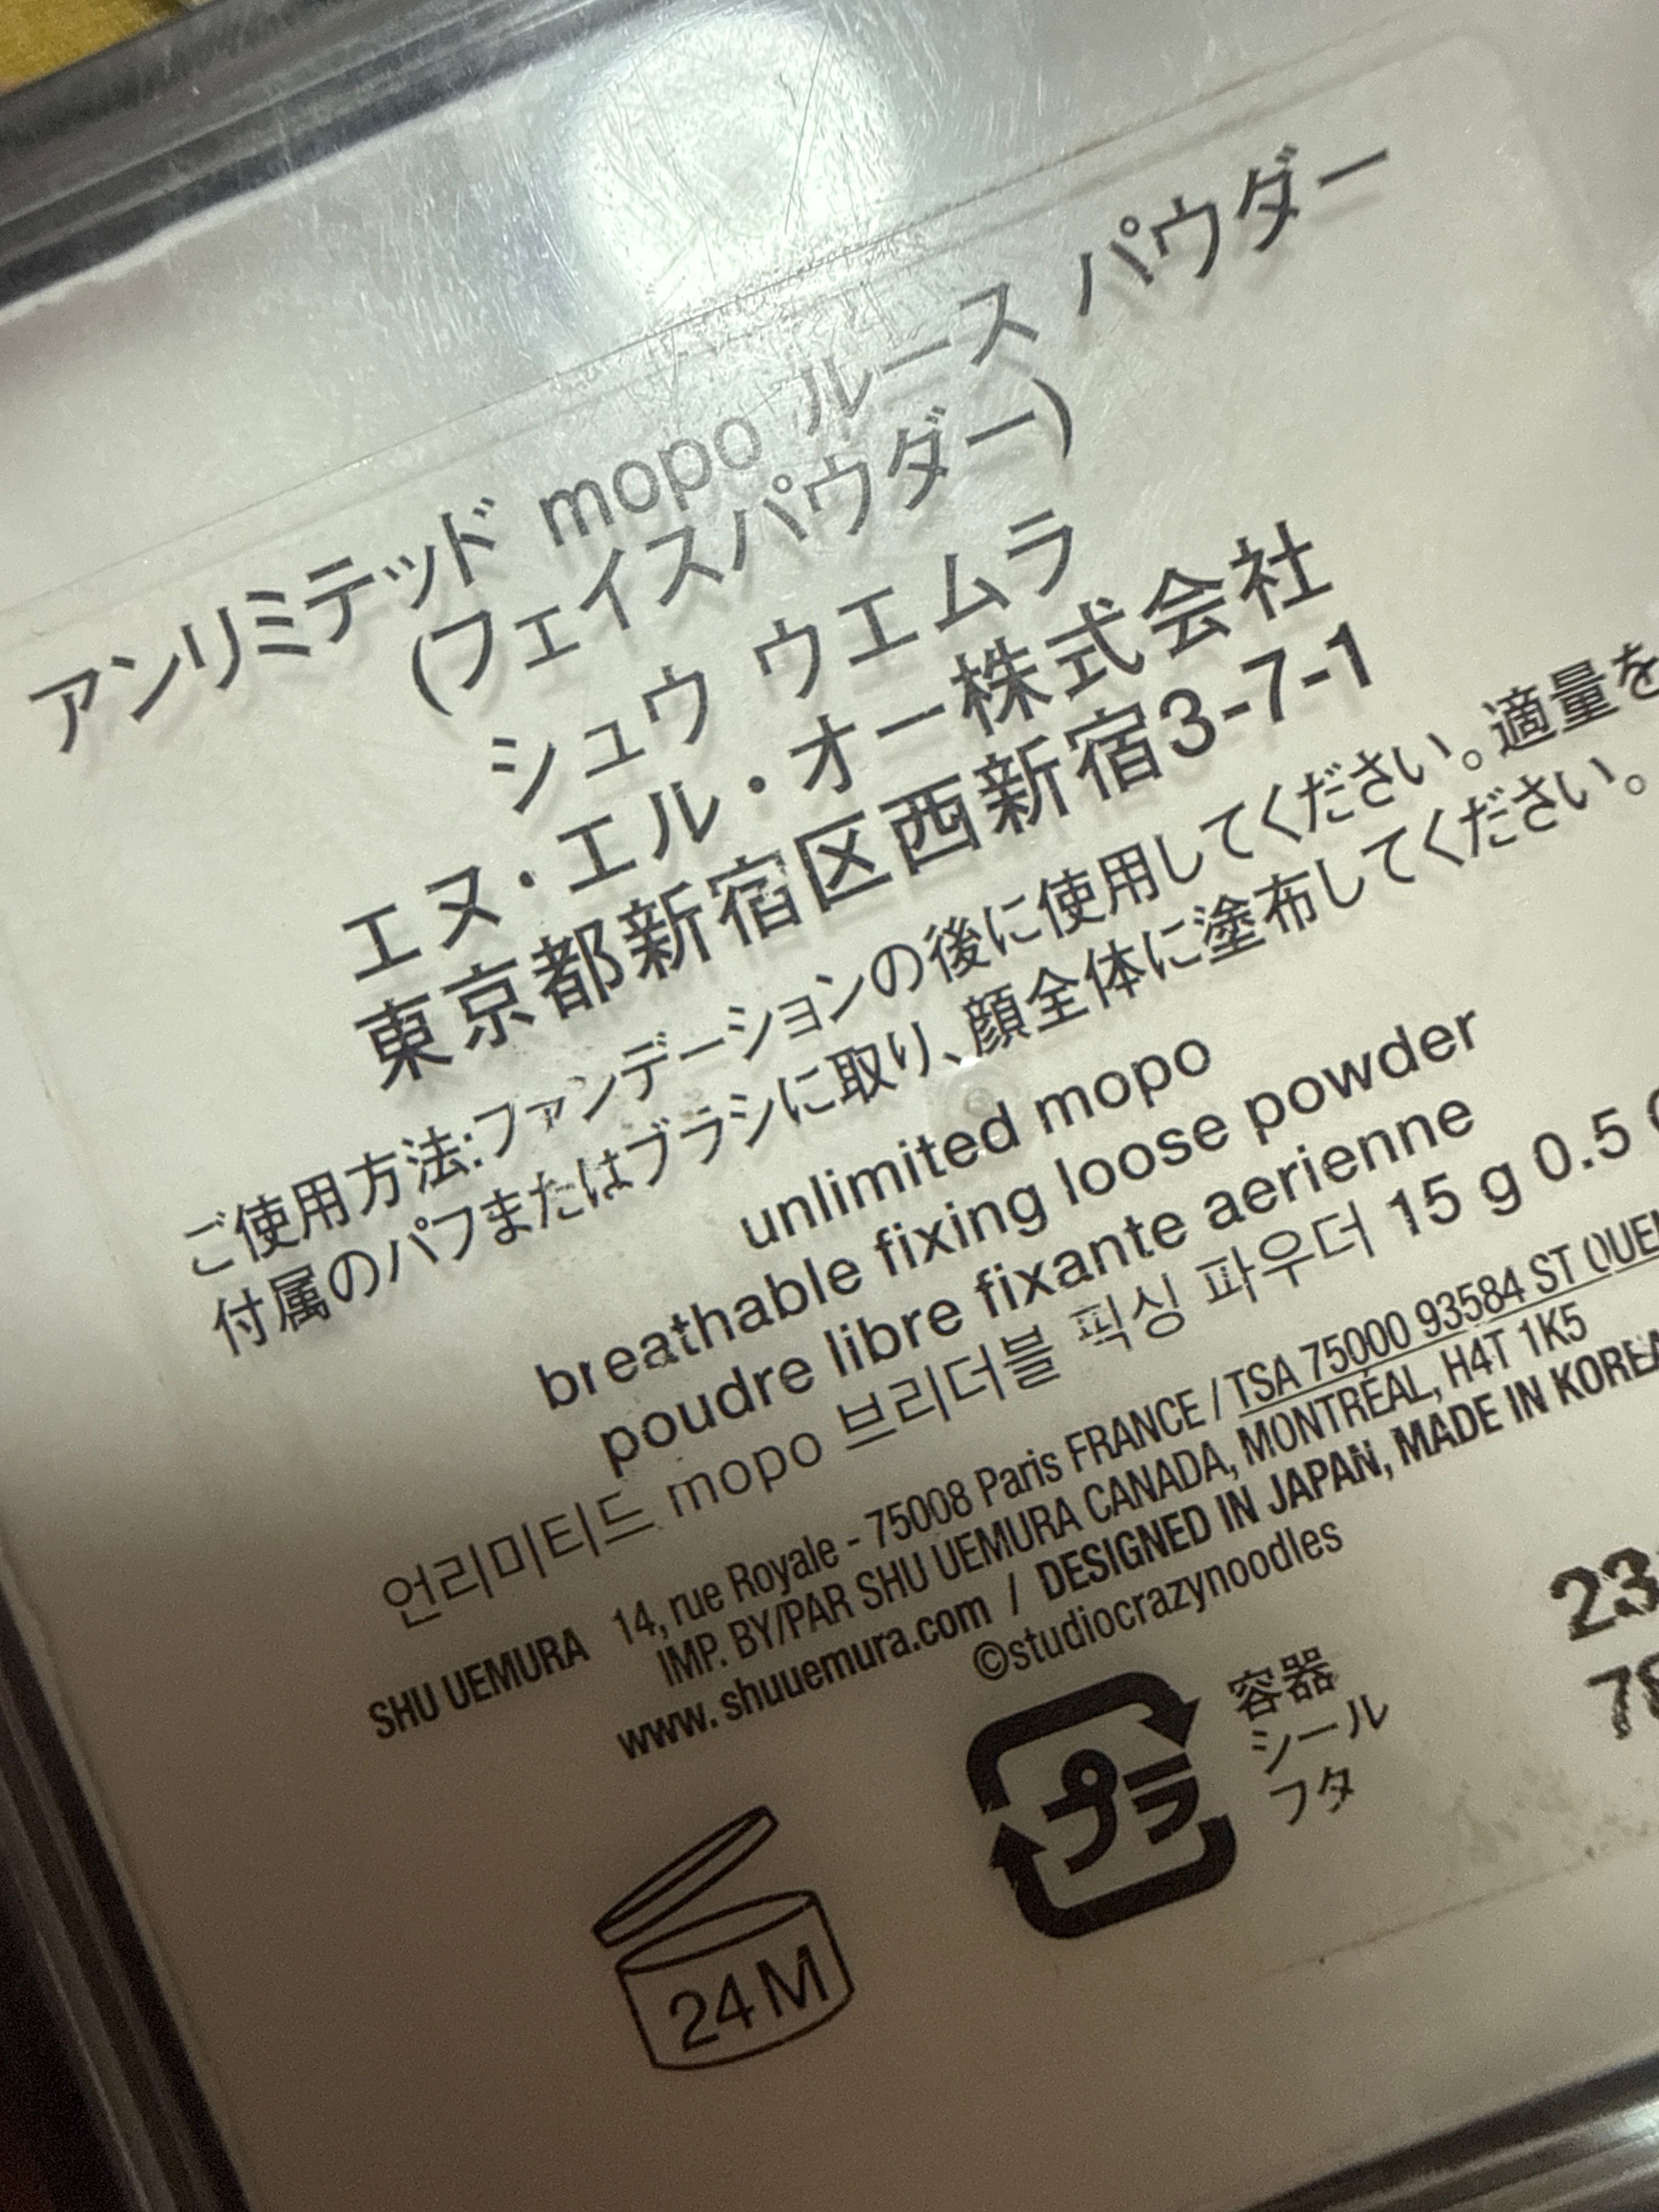 アンリミテッド mopo ルース パウダー
(フェイスパウダー)
シュウ ウエムラ
エヌ・エル・オー株式会社
東京都新宿区西新宿3-7-1
ご使用方法:ファンデーションの後に使用してください。適量を
付属のパフまたはブラシに取り、顔全体に塗布してください。
unlimited mopo
breathable fixing loose powder
poudre libre fixante aerienne
언리미티드 mopo 브리더블 픽싱 파우더 15 g 0.5
SHU UEMURA 14, rue Royale - 75008 Paris FRANCE / TSA 75000 93584 ST
IMP. BY/PAR SHU UEMURA CANADA, MONTRÉAL, H4T 1K5
www.shuuemura.com / DESIGNED IN JAPAN, MADE IN KOREA
©studiocrazynoodles
プラ
容器
シール
フタ
24M